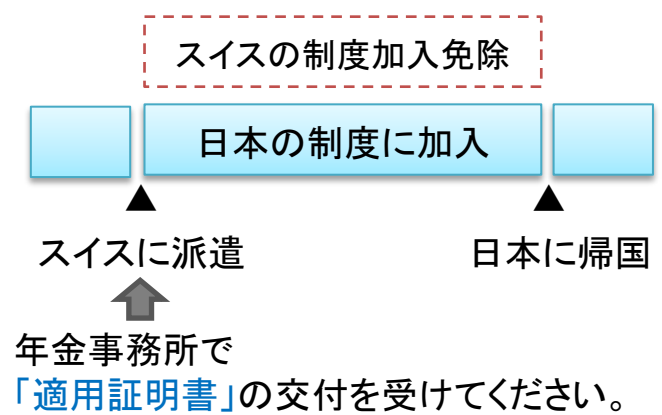 スイスの制度加入免除
日本の制度に加入
▲ ▲
スイスに派遣 日本に帰国
年金事務所で
「適用証明書」の交付を受けてください。